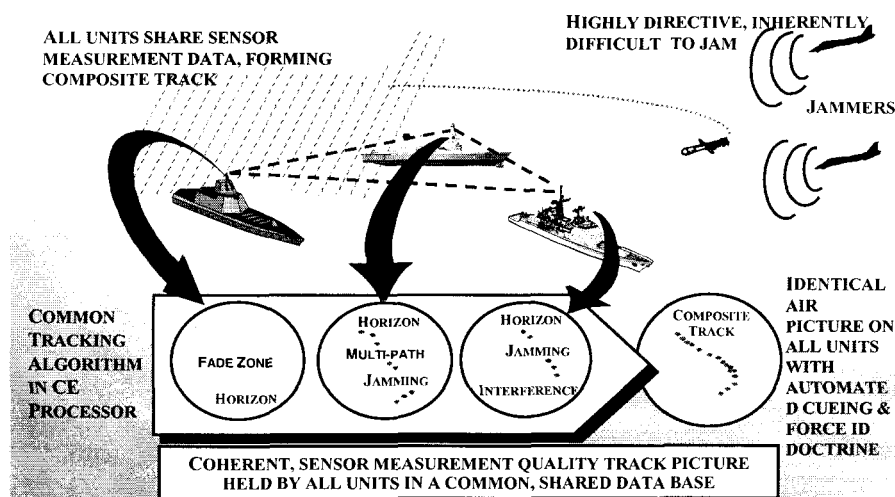 ALL UNITS SHARE SENSOR
MEASUREMENT DATA, FORMING
COMPOSITE TRACK
HIGHLY DIRECTIVE, INHERENTLY
DIFFICULT TO JAM
JAMMERS
COMMON
TRACKING
ALGORITHM
IN CE
PROCESSOR
FADE ZONE
HORIZON
HORIZON
MULTI-PATH
JAMMING
HORIZON
JAMMING
INTERFERENCE
COMPOSITE
TRACK
IDENTICAL
AIR
PICTURE ON
ALL UNITS
WITH
AUTOMATE
D CUEING &
FORCE ID
DOCTRINE
COHERENT, SENSOR MEASUREMENT QUALITY TRACK PICTURE
HELD BY ALL UNITS IN A COMMON, SHARED DATA BASE